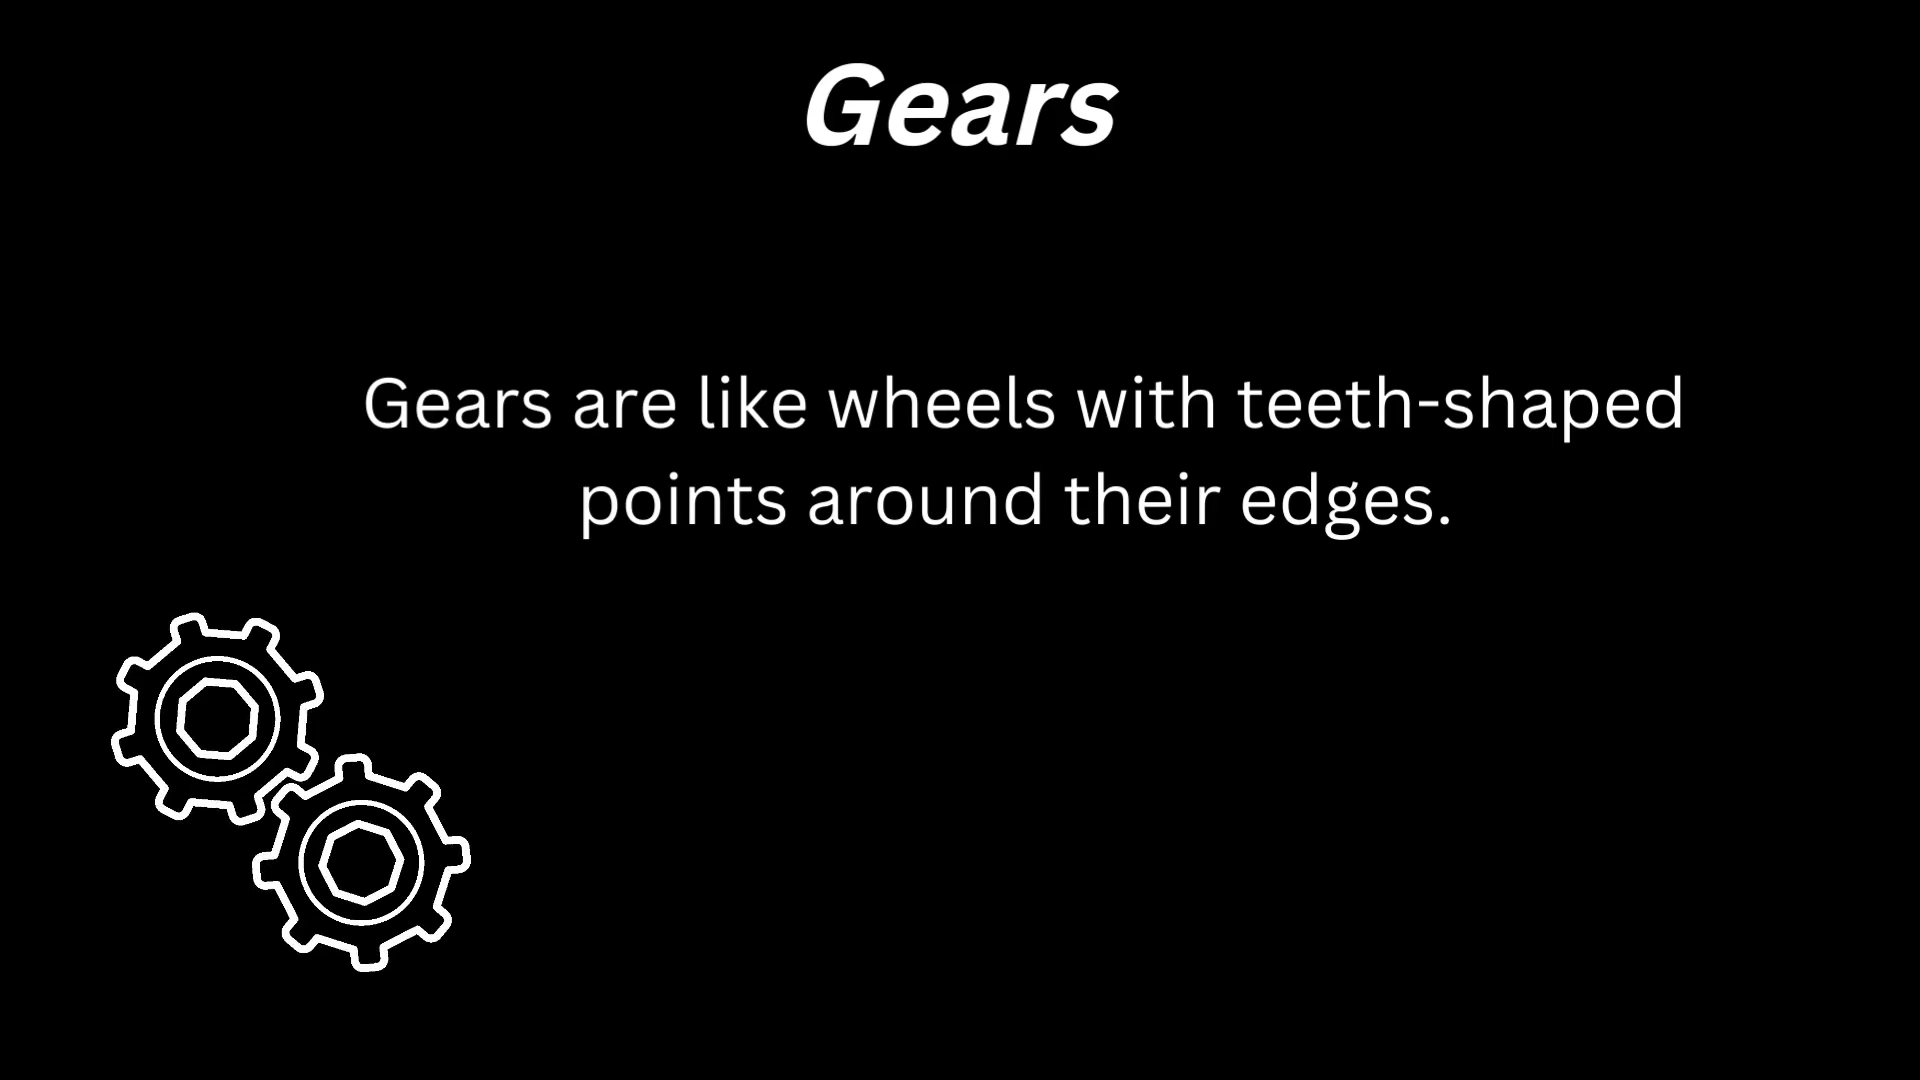 Gears
Gears are like wheels with teeth-shaped
points around their edges.